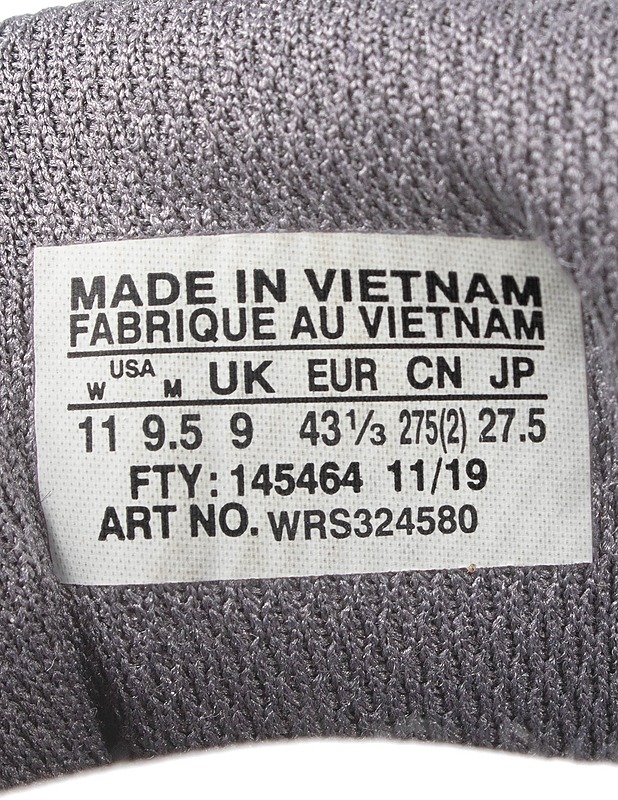 MADE IN VIETNAM
FABRIQUE AU VIETNAM
W USA M UK EUR CN JP
11 9.5 9 43⅓ 275(2) 27.5
FTY: 145464 11/19
ART NO. WRS324580